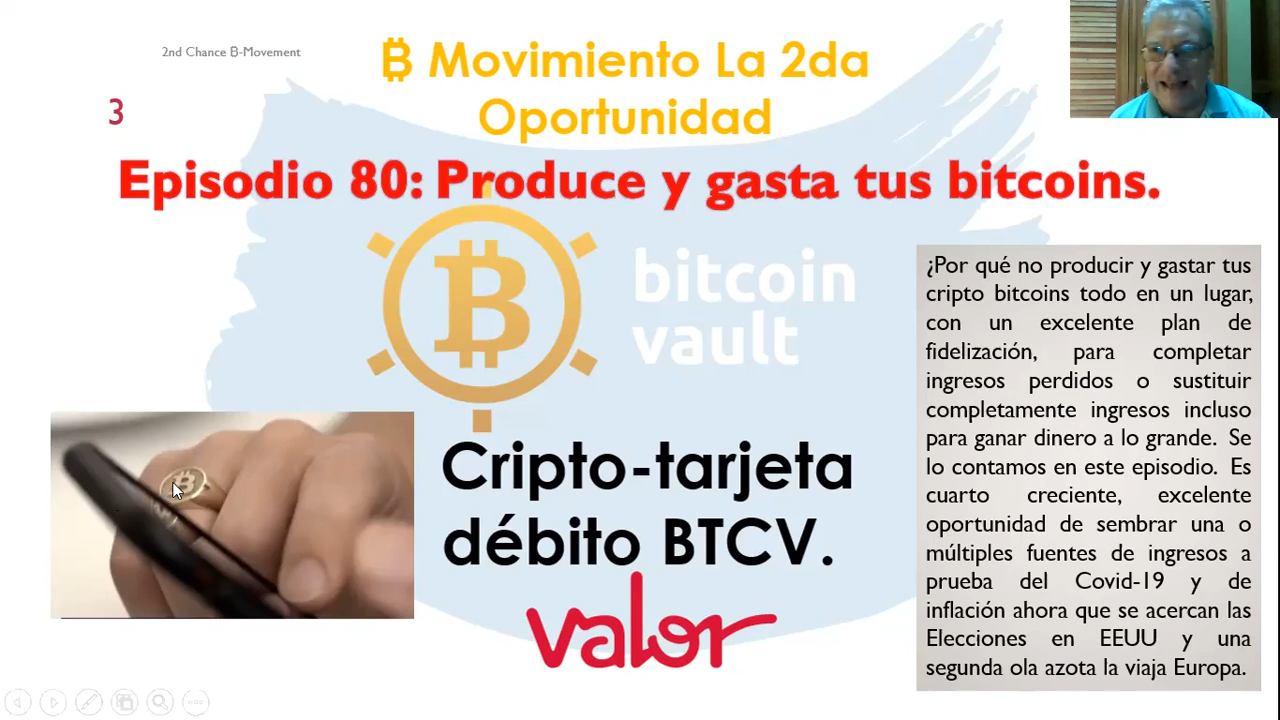 2nd Chance B-Movement
₿ Movimiento La 2da
Oportunidad
3
Episodio 80: Produce y gasta tus bitcoins.
bitcoin
vault
Cripto-tarjeta
débito BTCV.
valor
¿Por qué no producir y gastar tus
cripto bitcoins todo en un lugar,
con un excelente plan de
fidelización, para completar
ingresos perdidos o sustituir
completamente ingresos incluso
para ganar dinero a lo grande. Se
lo contamos en este episodio. Es
cuarto creciente, excelente
oportunidad de sembrar una o
múltiples fuentes de ingresos a
prueba del Covid-19 y de
inflación ahora que se acercan las
Elecciones en EEUU y una
segunda ola azota la viaja Europa.